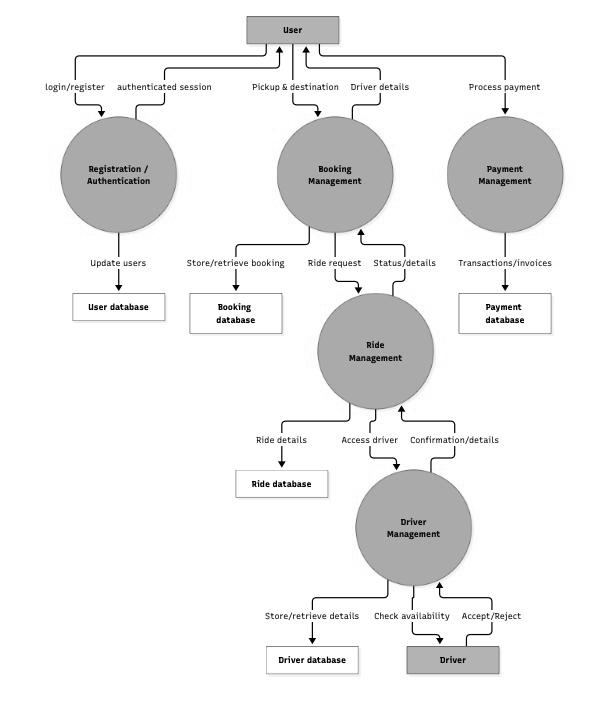 User
login/register
authenticated session
Pickup & destination
Driver details
Process payment
Registration /
Authentication
Booking
Management
Payment
Management
Update users
Store/retrieve booking
Ride request
Status/details
Transactions/invoices
User database
Booking
database
Payment
database
Ride
Management
Ride details
Access driver
Confirmation/details
Ride database
Driver
Management
Store/retrieve details
Check availability
Accept/Reject
Driver database
Driver